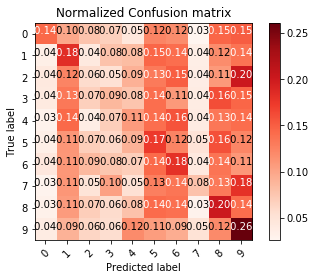 Normalized Confusion matrix
0 0.14 0.10 0.08 0.07 0.05 0.12 0.12 0.03 0.15 0.15
1 0.04 0.18 0.04 0.08 0.08 0.15 0.14 0.04 0.12 0.14
2 0.04 0.12 0.06 0.05 0.09 0.13 0.15 0.04 0.11 0.20
3 0.04 0.13 0.07 0.09 0.08 0.14 0.11 0.04 0.16 0.15
4 0.03 0.14 0.04 0.07 0.11 0.14 0.16 0.04 0.13 0.14
5 0.04 0.11 0.07 0.06 0.05 0.17 0.12 0.05 0.16 0.12
6 0.04 0.11 0.09 0.08 0.07 0.14 0.18 0.04 0.14 0.11
7 0.03 0.11 0.05 0.10 0.05 0.13 0.14 0.08 0.13 0.18
8 0.03 0.11 0.07 0.06 0.08 0.14 0.14 0.03 0.20 0.14
9 0.04 0.09 0.06 0.06 0.12 0.11 0.09 0.05 0.12 0.26
0 1 2 3 4 5 6 7 8 9
True label
Predicted label
0.25
0.20
0.15
0.10
0.05